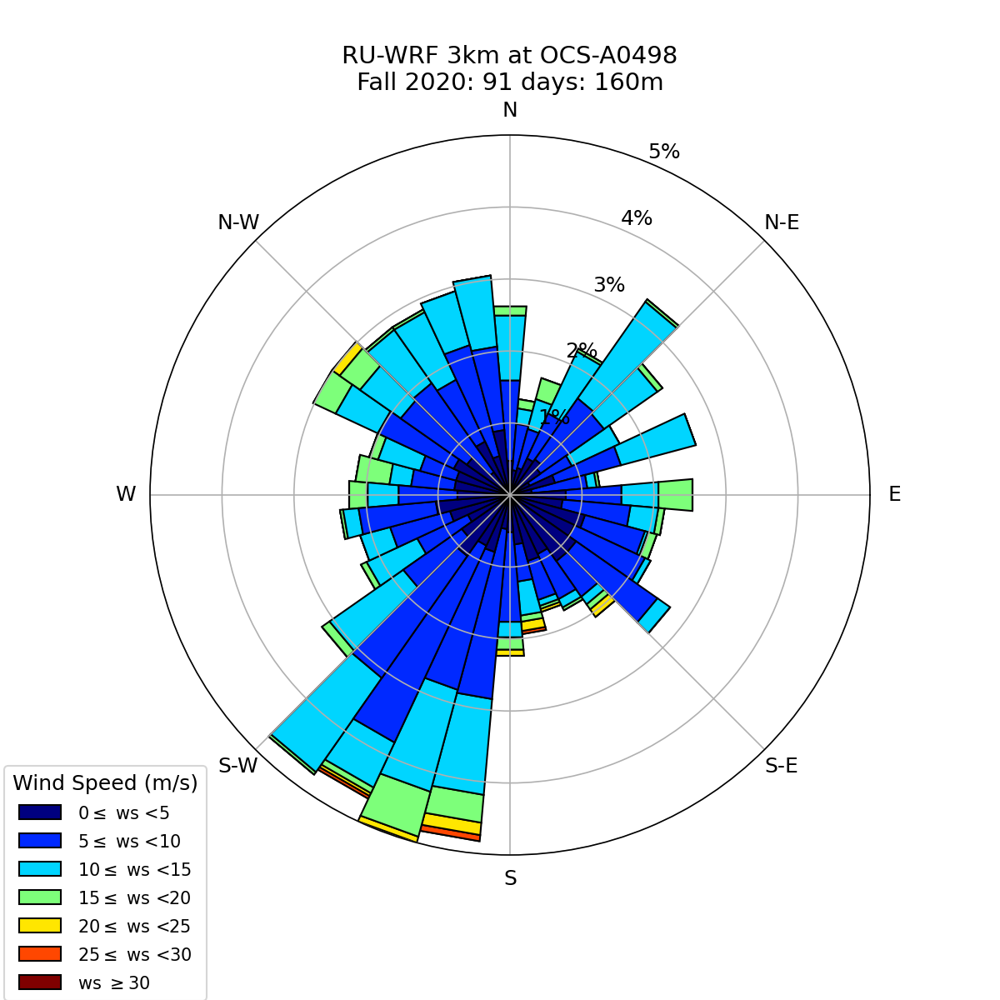 RU-WRF 3km at OCS-A0498
Fall 2020: 91 days: 160m
N
5%
N-W
4%
N-E
3%
2%
1%
W
E
S-W
S-E
S
Wind Speed (m/s)
0≤ ws <5
5≤ ws <10
10≤ ws <15
15≤ ws <20
20≤ ws <25
25≤ ws <30
ws ≥30